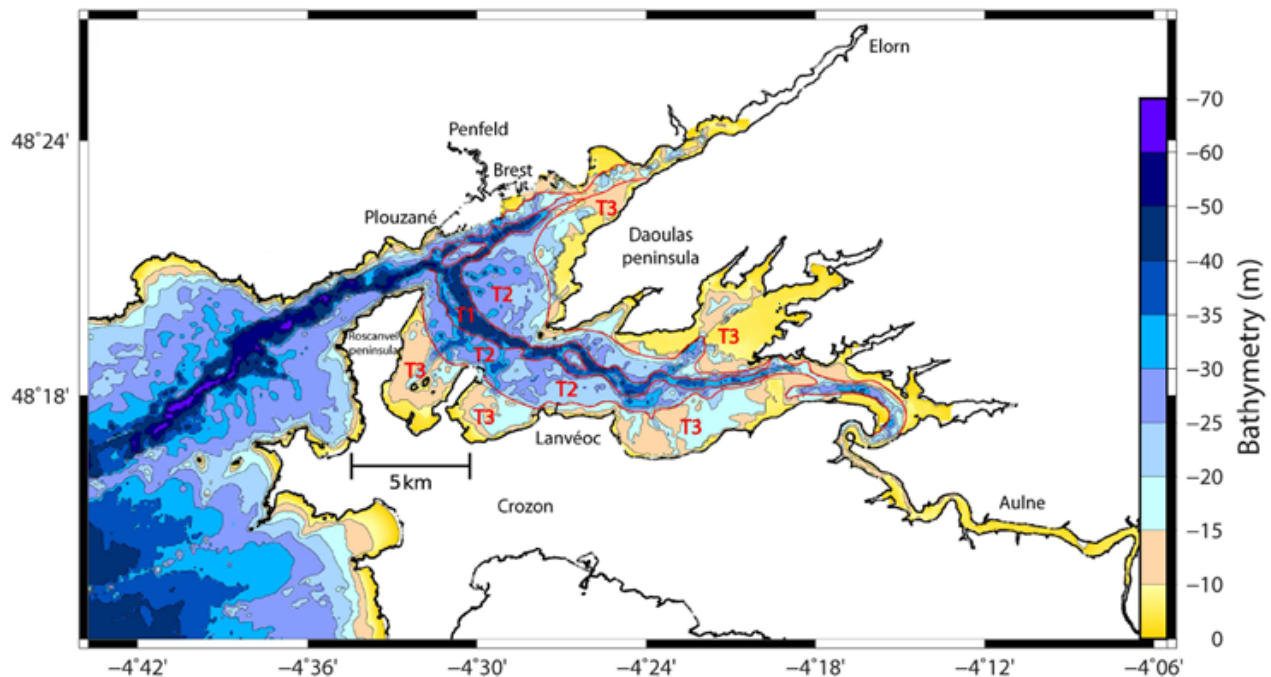 Elorn
Penfeld
Brest
Plouzané
T3
Daoulas
peninsula
T2
T1
Roscanvel
peninsula
T2
T3
T3
T2
T3
T3
Lanvéoc
5km
Crozon
Aulne
48°24'
48°18'
−4°42'
−4°36'
−4°30'
−4°24'
−4°18'
−4°12'
−4°06'
−70
−60
−50
−40
−35
−30
−25
−20
−15
−10
0
Bathymetry (m)